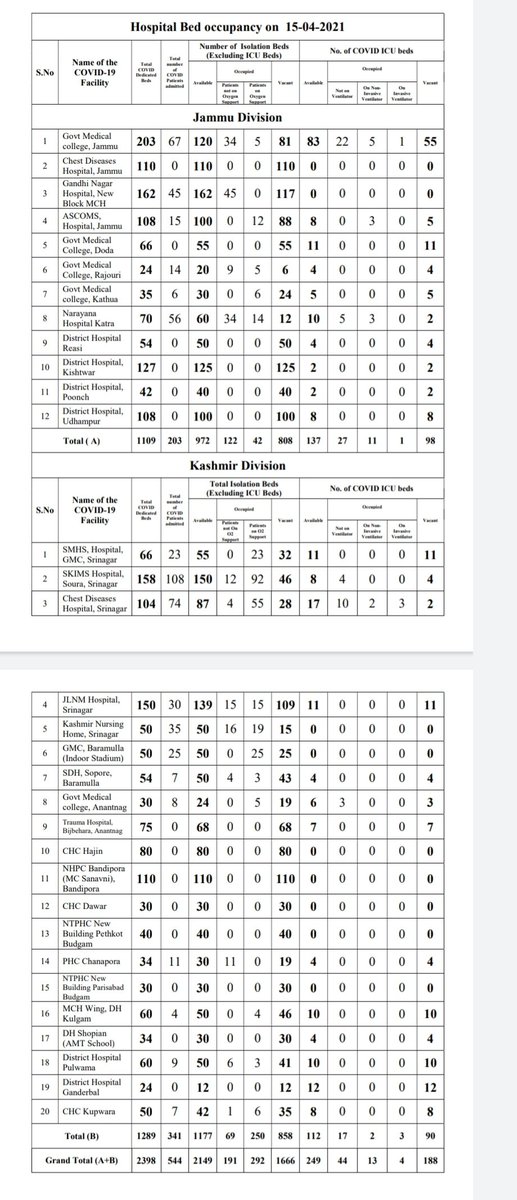 Hospital Bed occupancy on 15-04-2021
S.No Name of the COVID-19 Facility Total COVID Dedicated Beds Total number of COVID Patients admitted Number of Isolation Beds (Excluding ICU Beds) No. of COVID ICU beds
Available Occupied Vacant Available Occupied Vacant
Patients not on Oxygen Support Patients on Oxygen Support Not on Ventilator On Non-Invasive Ventilator On Invasive Ventilator
Jammu Division
1 Govt Medical college, Jammu 203 67 120 34 5 81 83 22 5 1 55
2 Chest Diseases Hospital, Jammu 110 0 110 0 0 110 0 0 0 0 0
3 Gandhi Nagar Hospital, New Block MCH 162 45 162 45 0 117 0 0 0 0 0
4 ASCOMS, Hospital, Jammu 108 15 100 0 12 88 8 0 3 0 5
5 Govt Medical College, Doda 66 0 55 0 0 55 11 0 0 0 11
6 Govt Medical College, Rajouri 24 14 20 9 5 6 4 0 0 0 4
7 Govt Medical college, Kathua 35 6 30 0 6 24 5 0 0 0 5
8 Narayana Hospital Katra 70 56 60 34 14 12 10 5 3 0 2
9 District Hospital Reasi 54 0 50 0 0 50 4 0 0 0 4
10 District Hospital, Kishtwar 127 0 125 0 0 125 2 0 0 0 2
11 District Hospital, Poonch 42 0 40 0 0 40 2 0 0 0 2
12 District Hospital, Udhampur 108 0 100 0 0 100 8 0 0 0 8
Total ( A) 1109 203 972 122 42 808 137 27 11 1 98
Kashmir Division
S.No Name of the COVID-19 Facility Total COVID Dedicated Beds Total number of COVID Patients admitted Total Isolation Beds (Excluding ICU Beds) No. of COVID ICU beds
Available Occupied Vacant Available Occupied Vacant
Patients not On O2 Support Patients on O2 Support Not on Ventilator On Non-Invasive Ventilator On Invasive Ventilator
1 SMHS, Hospital, GMC, Srinagar 66 23 55 0 23 32 11 0 0 0 11
2 SKIMS Hospital, Soura, Srinagar 158 108 150 12 92 46 8 4 0 0 4
3 Chest Diseases Hospital, Srinagar 104 74 87 4 55 28 17 10 2 3 2
4 JLNM Hospital, Srinagar 150 30 139 15 15 109 11 0 0 0 11
5 Kashmir Nursing Home, Srinagar 50 35 50 16 19 15 0 0 0 0 0
6 GMC, Baramulla (Indoor Stadium) 50 25 50 0 25 25 0 0 0 0 0
7 SDH, Sopore, Baramulla 54 7 50 4 3 43 4 0 0 0 4
8 Govt Medical college, Anantnag 30 8 24 0 5 19 6 3 0 0 3
9 Trauma Hospital, Bijbehara, Anantnag 75 0 68 0 0 68 7 0 0 0 7
10 CHC Hajin 80 0 80 0 0 80 0 0 0 0 0
11 NHPC Bandipora (MC Sanavni), Bandipora 110 0 110 0 0 110 0 0 0 0 0
12 CHC Dawar 30 0 30 0 0 30 0 0 0 0 0
13 NTPHC New Building Pethkot Budgam 40 0 40 0 0 40 0 0 0 0 0
14 PHC Chanapora 34 11 30 11 0 19 4 0 0 0 4
15 NTPHC New Building Parisabad Budgam 30 0 30 0 0 30 0 0 0 0 0
16 MCH Wing, DH Kulgam 60 4 50 0 4 46 10 0 0 0 10
17 DH Shopian (AMT School) 34 0 30 0 0 30 4 0 0 0 4
18 District Hospital Pulwama 60 9 50 6 3 41 10 0 0 0 10
19 District Hospital Ganderbal 24 0 12 0 0 12 12 0 0 0 12
20 CHC Kupwara 50 7 42 1 6 35 8 0 0 0 8
Total (B) 1289 341 1177 69 250 858 112 17 2 3 90
Grand Total (A+B) 2398 544 2149 191 292 1666 249 44 13 4 188